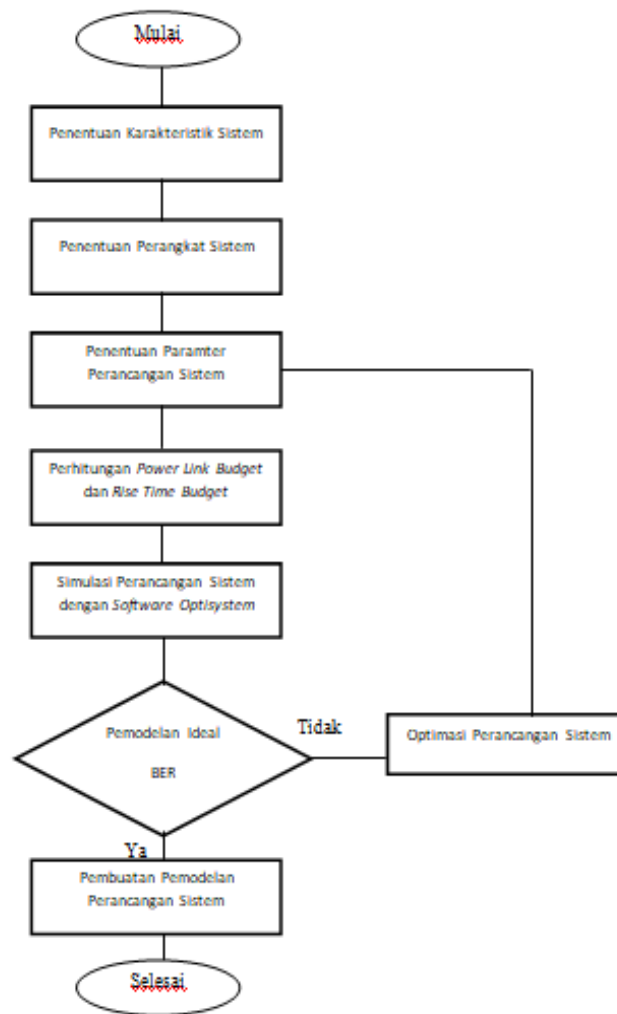 Mulai
Penentuan Karakteristik Sistem
Penentuan Perangkat Sistem
Penentuan Paramter
Perancangan Sistem
Perhitungan Power Link Budget
dan Rise Time Budget
Simulasi Perancangan Sistem
dengan Software Optisystem
Pemodelan Ideal
BER
Tidak
Optimasi Perancangan Sistem
Ya
Pembuatan Pemodelan
Perancangan Sistem
Selesai